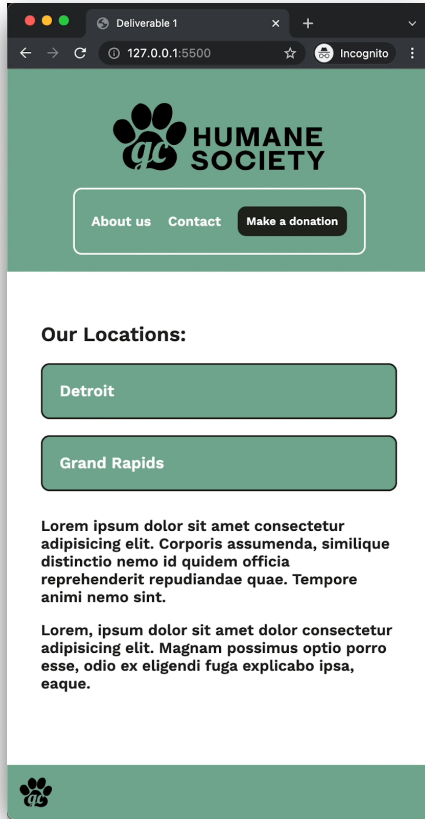 Deliverable 1
127.0.0.1:5500
Incognito
gc
HUMANE
SOCIETY
About us
Contact
Make a donation
Our Locations:
Detroit
Grand Rapids
Lorem ipsum dolor sit amet consectetur
adipisicing elit. Corporis assumenda, similique
distinctio nemo id quidem officia
reprehenderit repudiandae quae. Tempore
animi nemo sint.
Lorem, ipsum dolor sit amet dolor consectetur
adipisicing elit. Magnam possimus optio porro
esse, odio ex eligendi fuga explicabo ipsa,
eaque.
gc